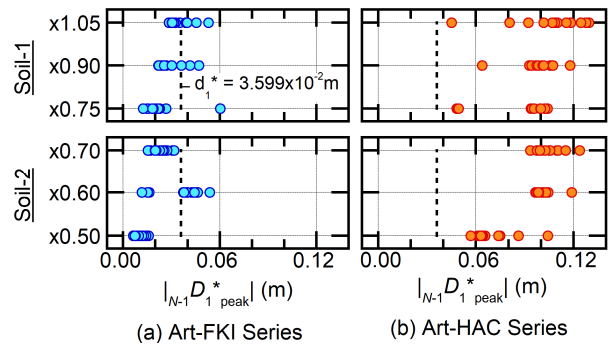 Soil-1
x1.05
x0.90
x0.75
d₁* = 3.599x10⁻²m
Soil-2
x0.70
x0.60
x0.50
0.00 0.06 0.12
0.00 0.06 0.12
|N-1D₁*peak| (m)
|N-1D₁*peak| (m)
(a) Art-FKI Series
(b) Art-HAC Series